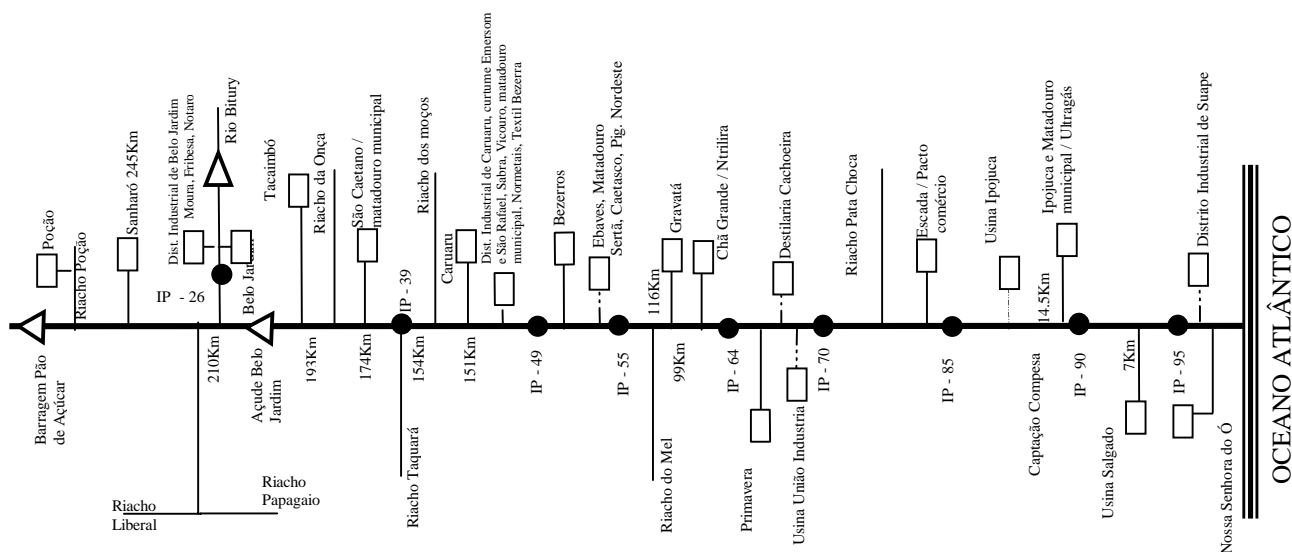 Barragem Pão
de Açúcar
Poção
Riacho Poção
Sanharó 245Km
Riacho
Liberal
Riacho
Papagaio
IP - 26
Dist. Industrial de Belo Jardim
Moura, Fribesa, Notaro
Rio Bitury
210Km
Belo Jardim
Açude Belo
Jardim
Tacaimbó
193Km
Riacho da Onça
São Caetano /
matadouro municipal
174Km
IP - 39
Riacho Taquará
154Km
Riacho dos moços
Caruaru
151Km
Dist. Industrial de Caruaru, curtume Emersom
e São Rafael, Sabra, Vicouro, matadouro
municipal, Normetais, Textil Bezerra
IP - 49
Bezerros
Ebaves, Matadouro
Sertã, Caetasco, Pig. Nordeste
IP - 55
116Km
Riacho do Mel
Gravatá
99Km
Chã Grande / Ntrilira
IP - 64
Primavera
Destilaria Cachoeira
Usina União Industria
IP - 70
Riacho Pata Choca
Escada / Pacto
comércio
IP - 85
Usina Ipojuca
Captação Compesa
14.5Km
Ipojuca e Matadouro
municipal / Ultragás
IP - 90
Usina Salgado
7Km
IP - 95
Distrito Industrial de Suape
Nossa Senhora do Ó
OCEANO ATLÂNTICO